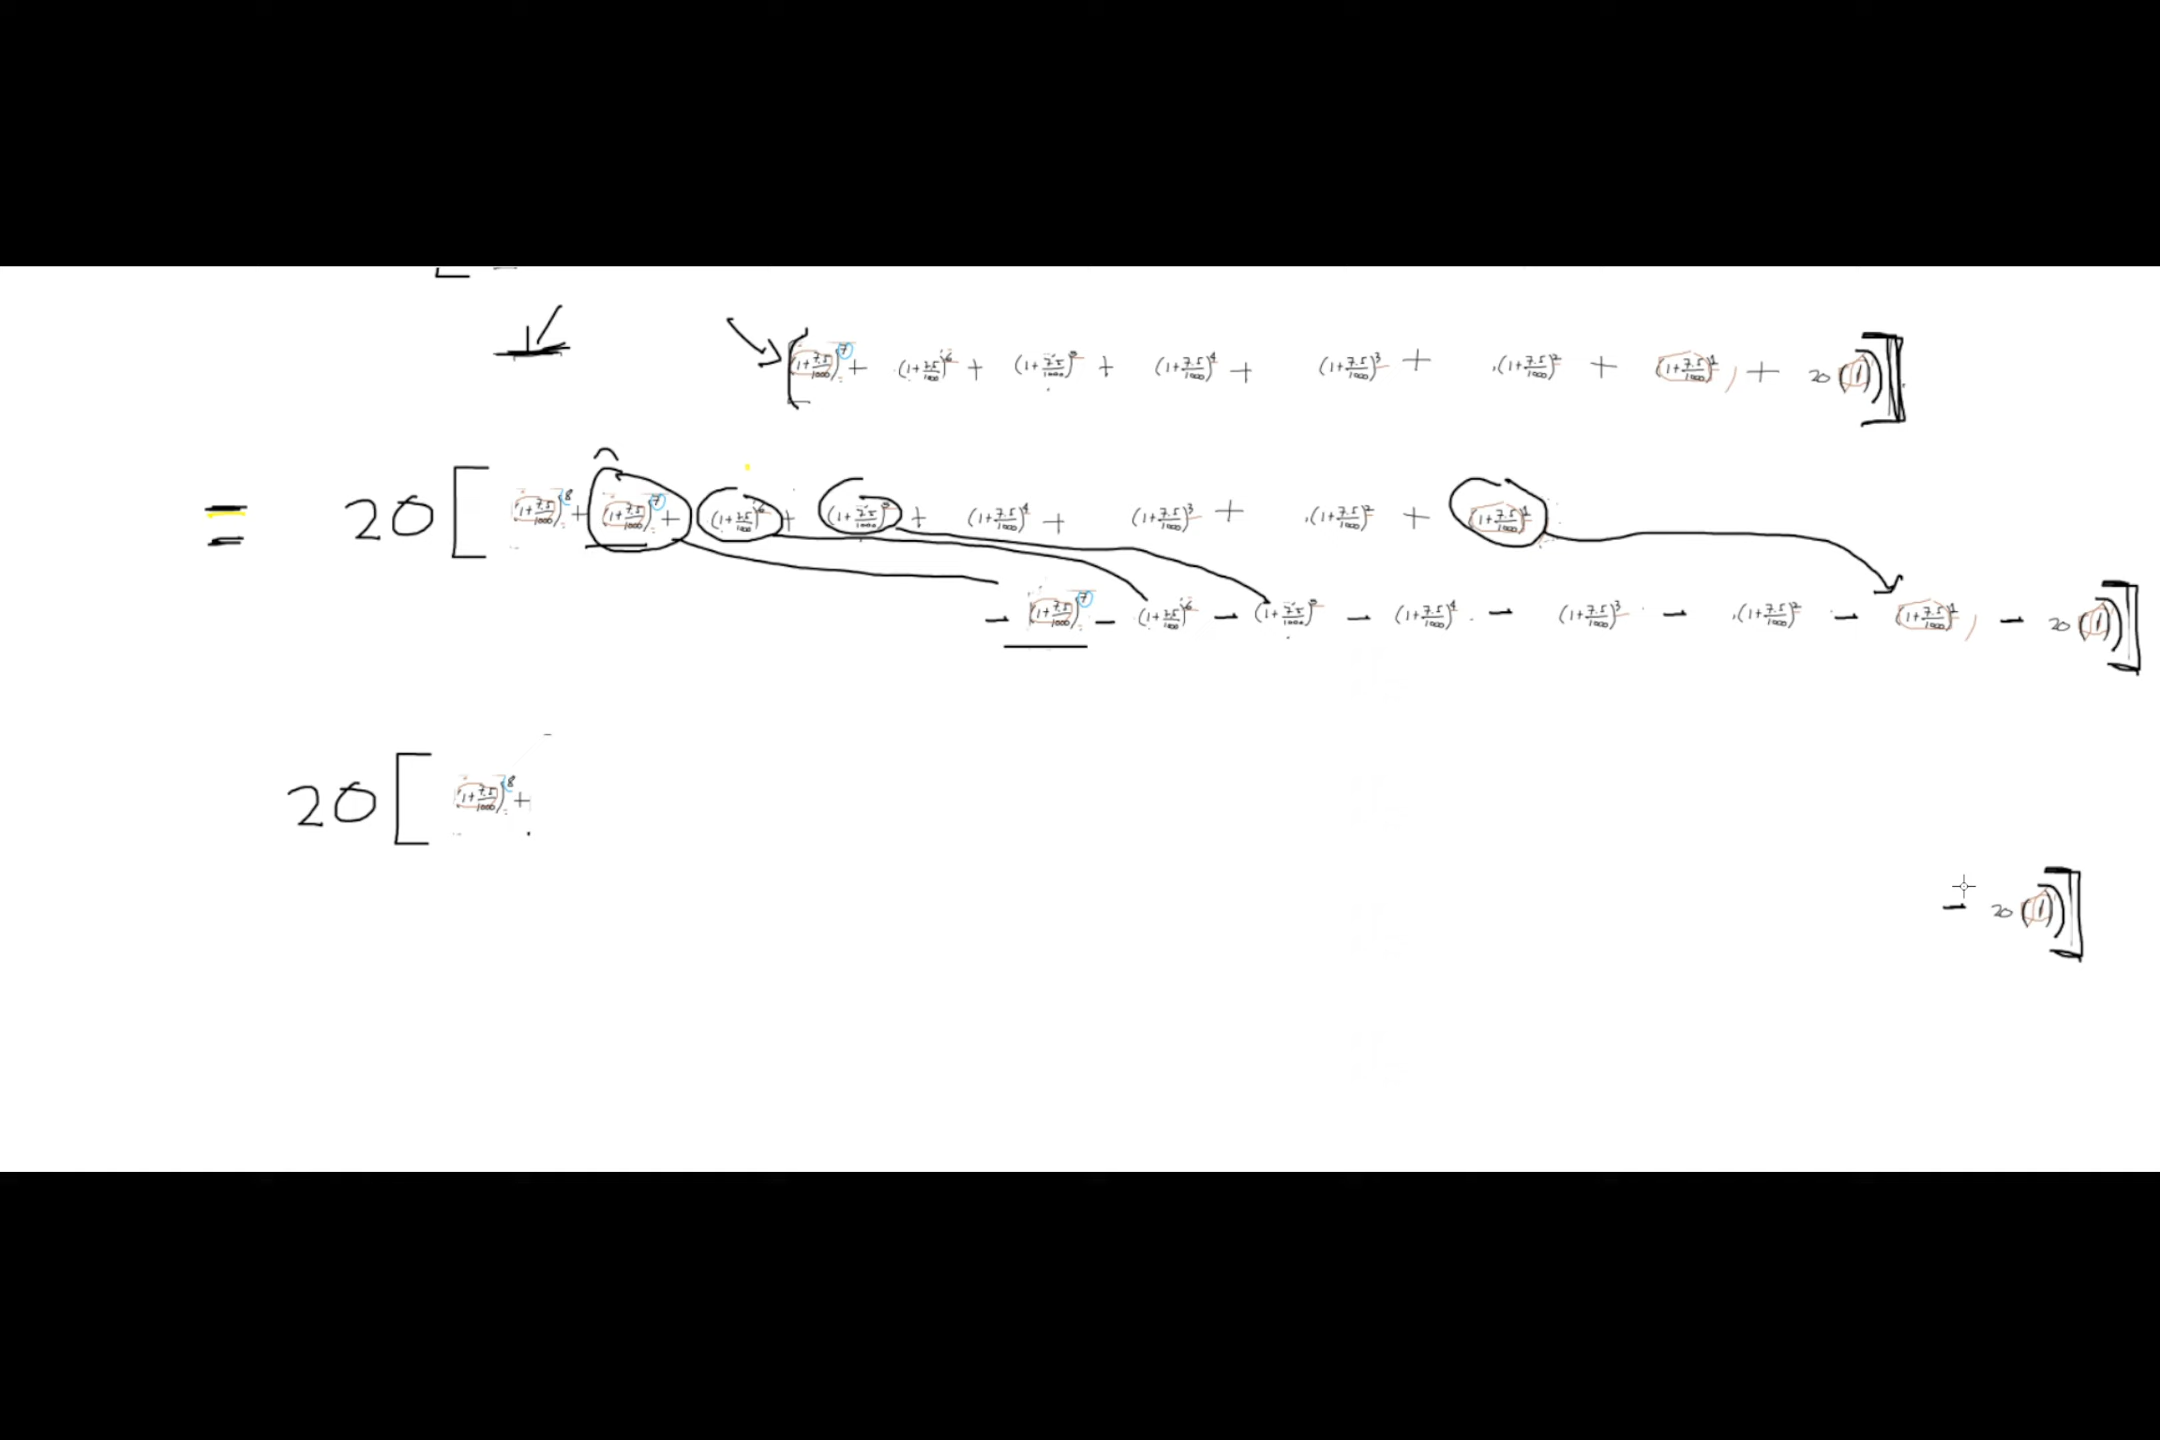 (1+7.5/1000)^7 + (1+7.5/1000)^6 + (1+7.5/1000)^5 + (1+7.5/1000)^4 + (1+7.5/1000)^3 + (1+7.5/1000)^2 + (1+7.5/1000)^1 + 20(1))]
= 20[(1+7.5/1000)^8 + (1+7.5/1000)^7 + (1+7.5/1000)^6 + (1+7.5/1000)^5 + (1+7.5/1000)^4 + (1+7.5/1000)^3 + (1+7.5/1000)^2 + (1+7.5/1000)^1
- (1+7.5/1000)^7 - (1+7.5/1000)^6 - (1+7.5/1000)^5 - (1+7.5/1000)^4 - (1+7.5/1000)^3 - (1+7.5/1000)^2 - (1+7.5/1000)^1 - 20(1))]
20[(1+7.5/1000)^8 +
- 20(1))]